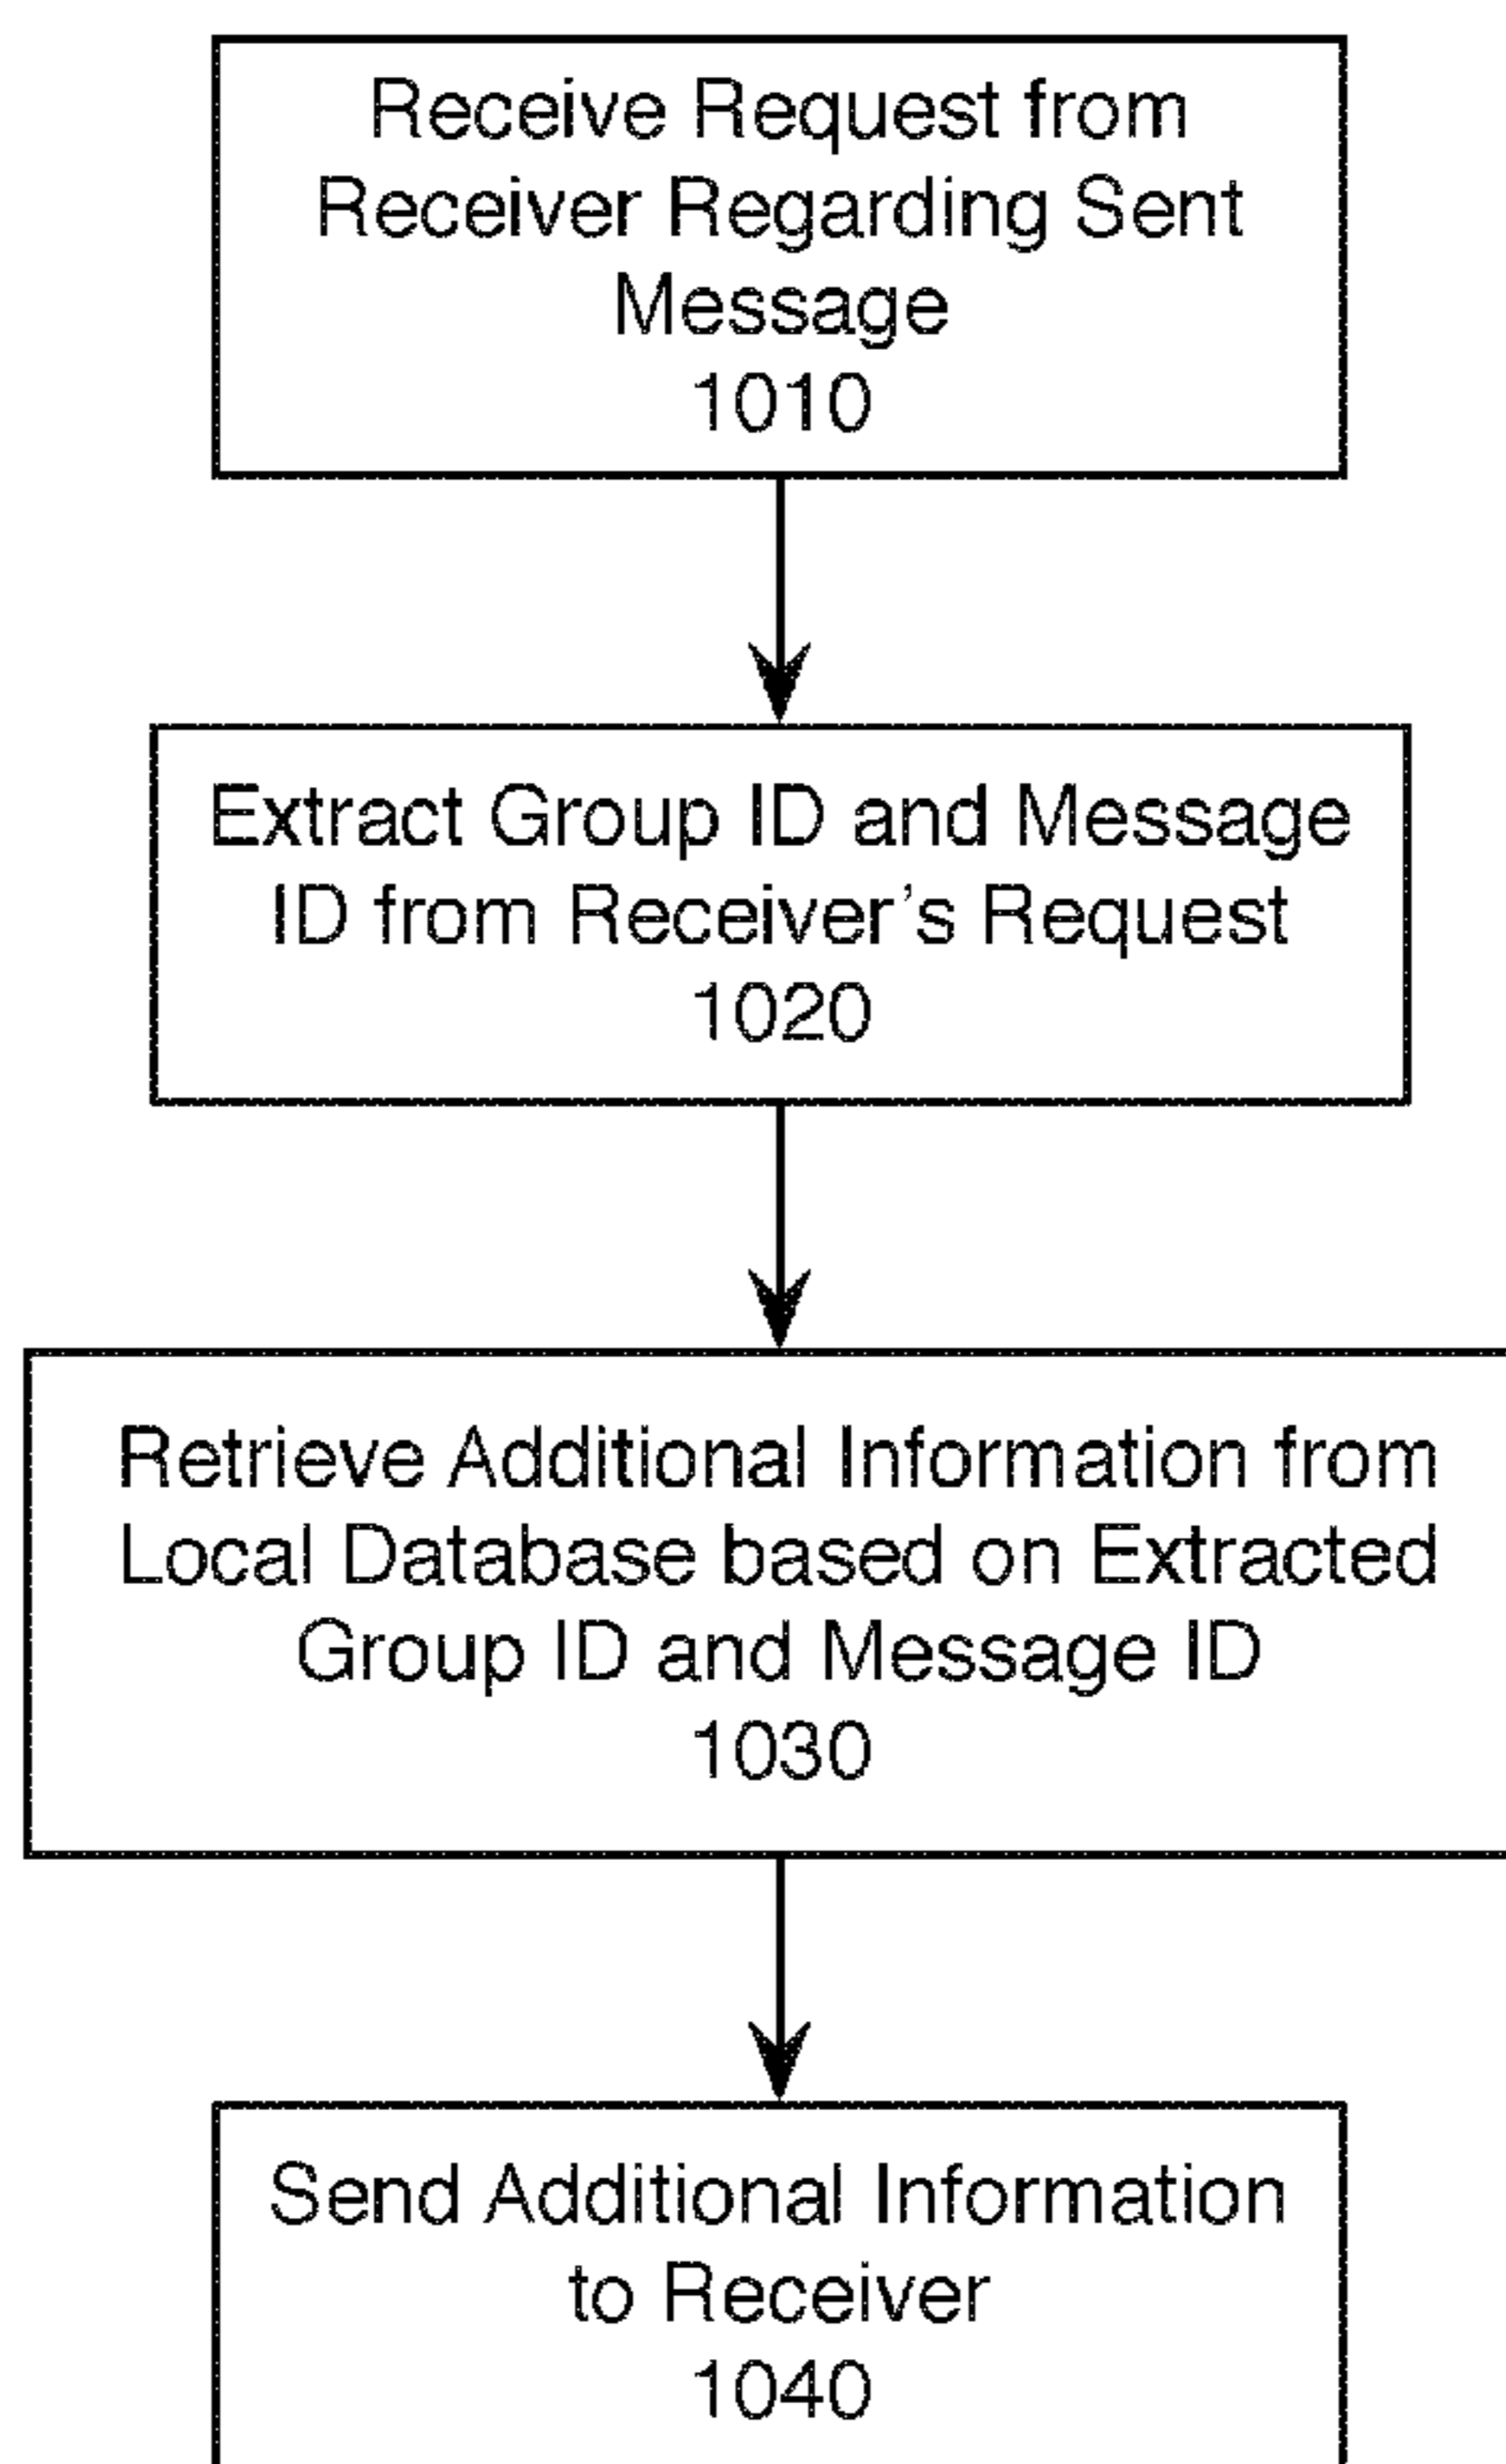 Receive Request from
Receiver Regarding Sent
Message
1010
Extract Group ID and Message
ID from Receiver's Request
1020
Retrieve Additional Information from
Local Database based on Extracted
Group ID and Message ID
1030
Send Additional Information
to Receiver
1040